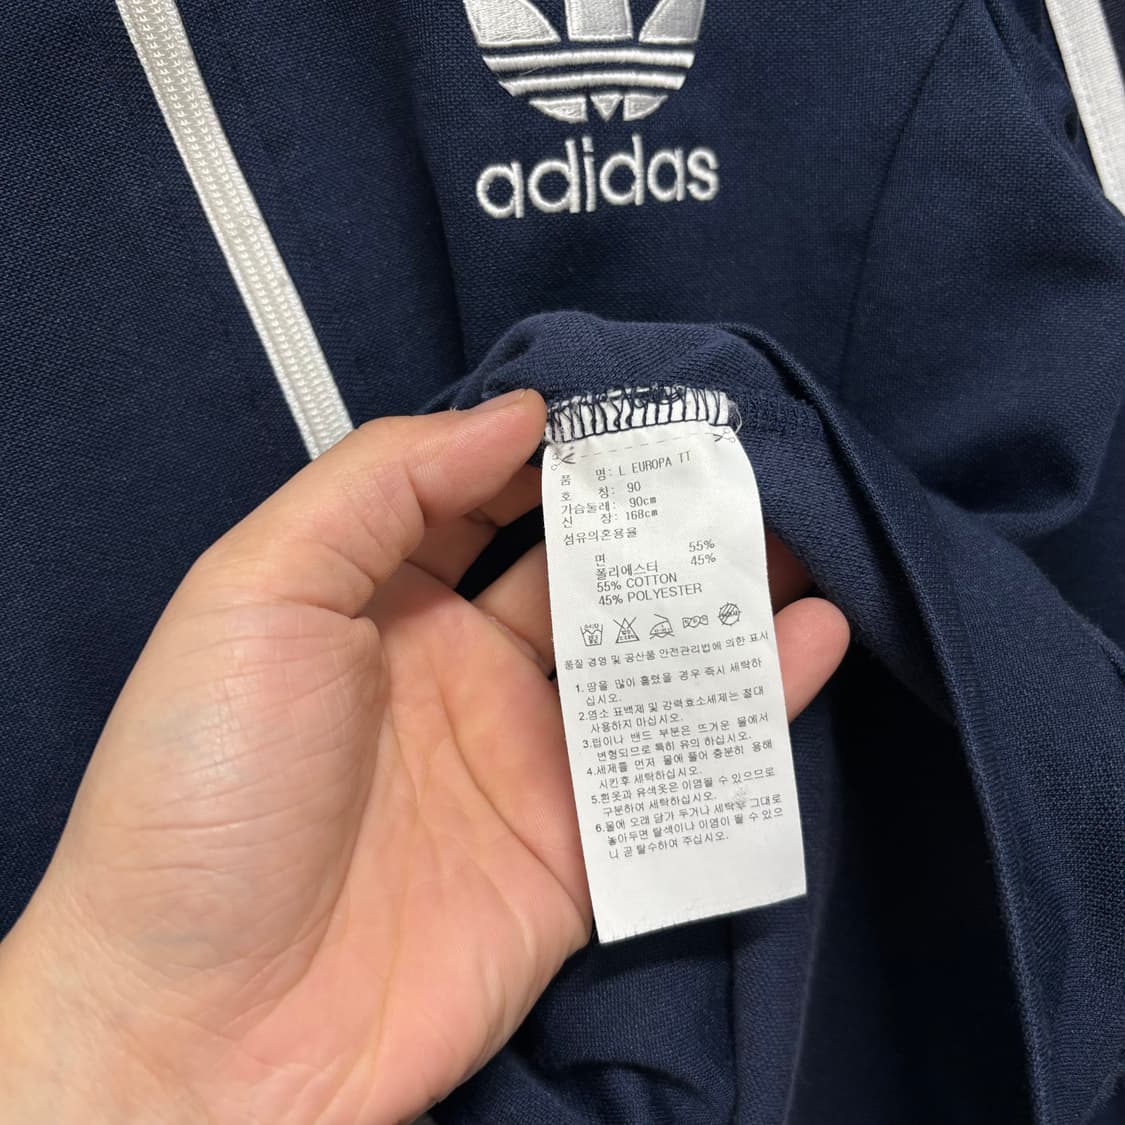 adidas
품 명: L EUROPA TT
호 칭: 90
가슴둘레: 90cm
신 장: 168cm
섬유의혼용율
면 55%
폴리에스터 45%
55% COTTON
45% POLYESTER
품질 경영 및 공산품 안전관리법에 의한 표시
1. 땀을 많이 흘렸을 경우 즉시 세탁하
십시오.
2.염소 표백제 및 강력효소세제는 절대
사용하지 마십시오.
3.립이나 밴드 부분은 뜨거운 물에서
변형되므로 특히 유의 하십시오.
4.세제를 먼저 물에 풀어 충분히 용해
시킨후 세탁하십시오.
5.흰옷과 유색옷은 이염될 수 있으므로
구분하여 세탁하십시오.
6.물에 오래 담가 두거나 세탁후 그대로
놓아두면 탈색이나 이염이 될 수 있으
니 곧 탈수하여 주십시오.